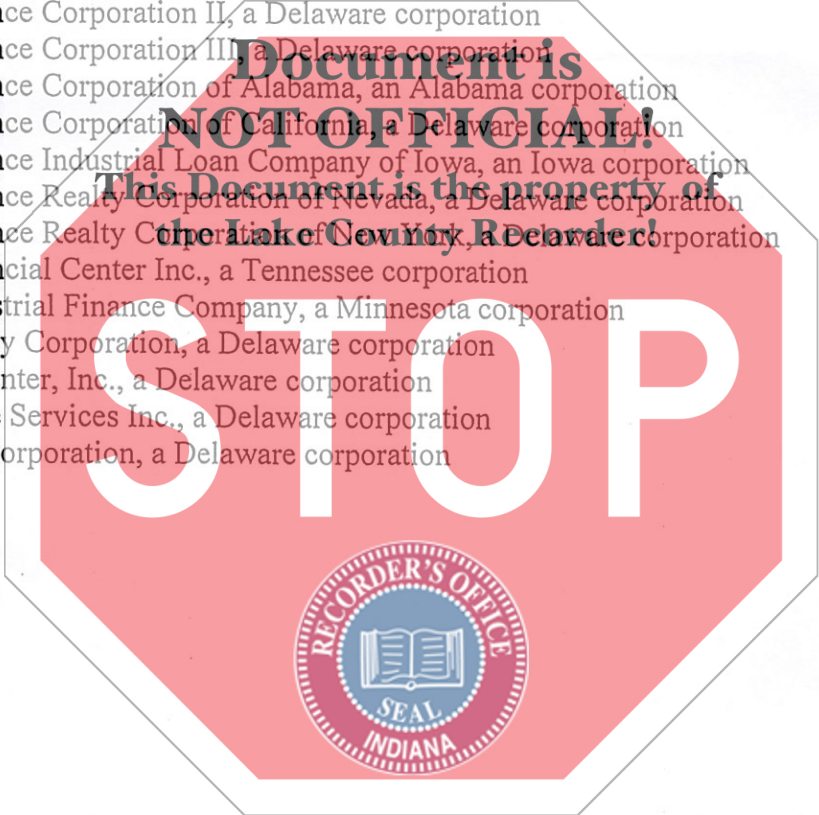 ce Corporation II, a Delaware corporation
ce Corporation III, a Delaware corporation
Document is
ce Corporation of Alabama, an Alabama corporation
NOT OFFICIAL!
ce Corporation of California, a Delaware corporation
ce Industrial Loan Company of Iowa, an Iowa corporation
This Document is the property of
ce Realty Corporation of Nevada, a Delaware corporation
the Lake County Recorder!
ce Realty Corporation of New York, a Delaware corporation
cial Center Inc., a Tennessee corporation
trial Finance Company, a Minnesota corporation
y Corporation, a Delaware corporation
nter, Inc., a Delaware corporation
Services Inc., a Delaware corporation
orporation, a Delaware corporation
STOP
RECORDER'S OFFICE
SEAL
INDIANA